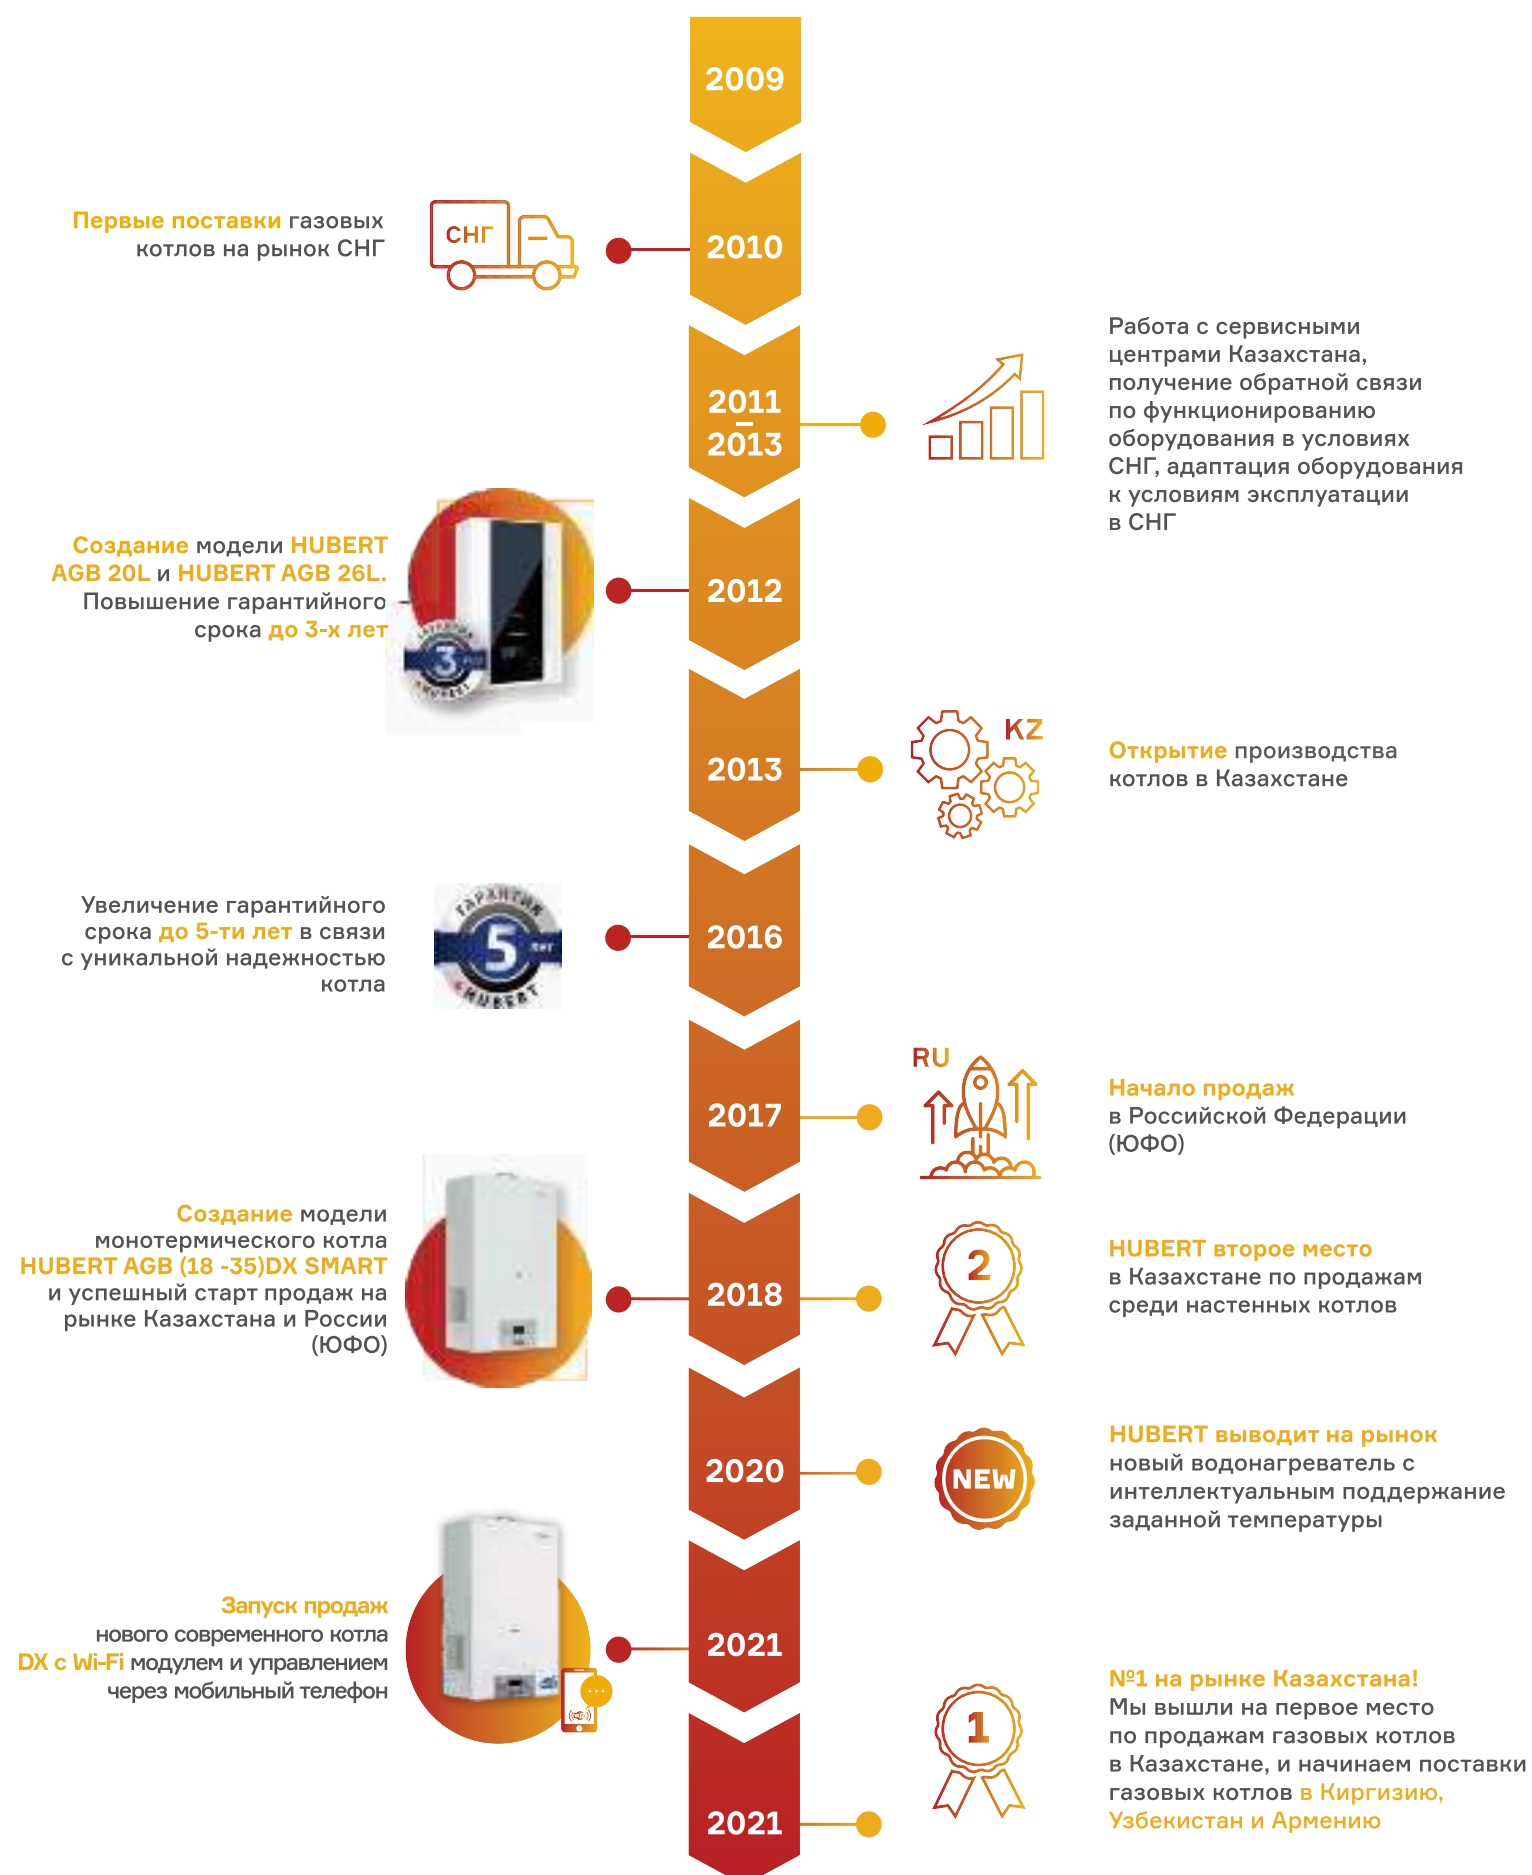 2009
2010
Первые поставки газовых
котлов на рынок СНГ
СНГ
2011
–
2013
Работа с сервисными
центрами Казахстана,
получение обратной связи
по функционированию
оборудования в условиях
СНГ, адаптация оборудования
к условиям эксплуатации
в СНГ
2012
Создание модели HUBERT
AGB 20L и HUBERT AGB 26L.
Повышение гарантийного
срока до 3-х лет
3
HUBERT
2013
KZ
Открытие производства
котлов в Казахстане
2016
Увеличение гарантийного
срока до 5-ти лет в связи
с уникальной надежностью
котла
ГАРАНТИЯ
5 лет
HUBERT
2017
RU
Начало продаж
в Российской Федерации
(ЮФО)
2018
Создание модели
монотермического котла
HUBERT AGB (18 -35)DX SMART
и успешный старт продаж на
рынке Казахстана и России
(ЮФО)
2
HUBERT второе место
в Казахстане по продажам
среди настенных котлов
2020
NEW
HUBERT выводит на рынок
новый водонагреватель с
интеллектуальным поддержание
заданной температуры
2021
Запуск продаж
нового современного котла
DX с Wi-Fi модулем и управлением
через мобильный телефон
2021
1
№1 на рынке Казахстана!
Мы вышли на первое место
по продажам газовых котлов
в Казахстане, и начинаем поставки
газовых котлов в Киргизию,
Узбекистан и Армению